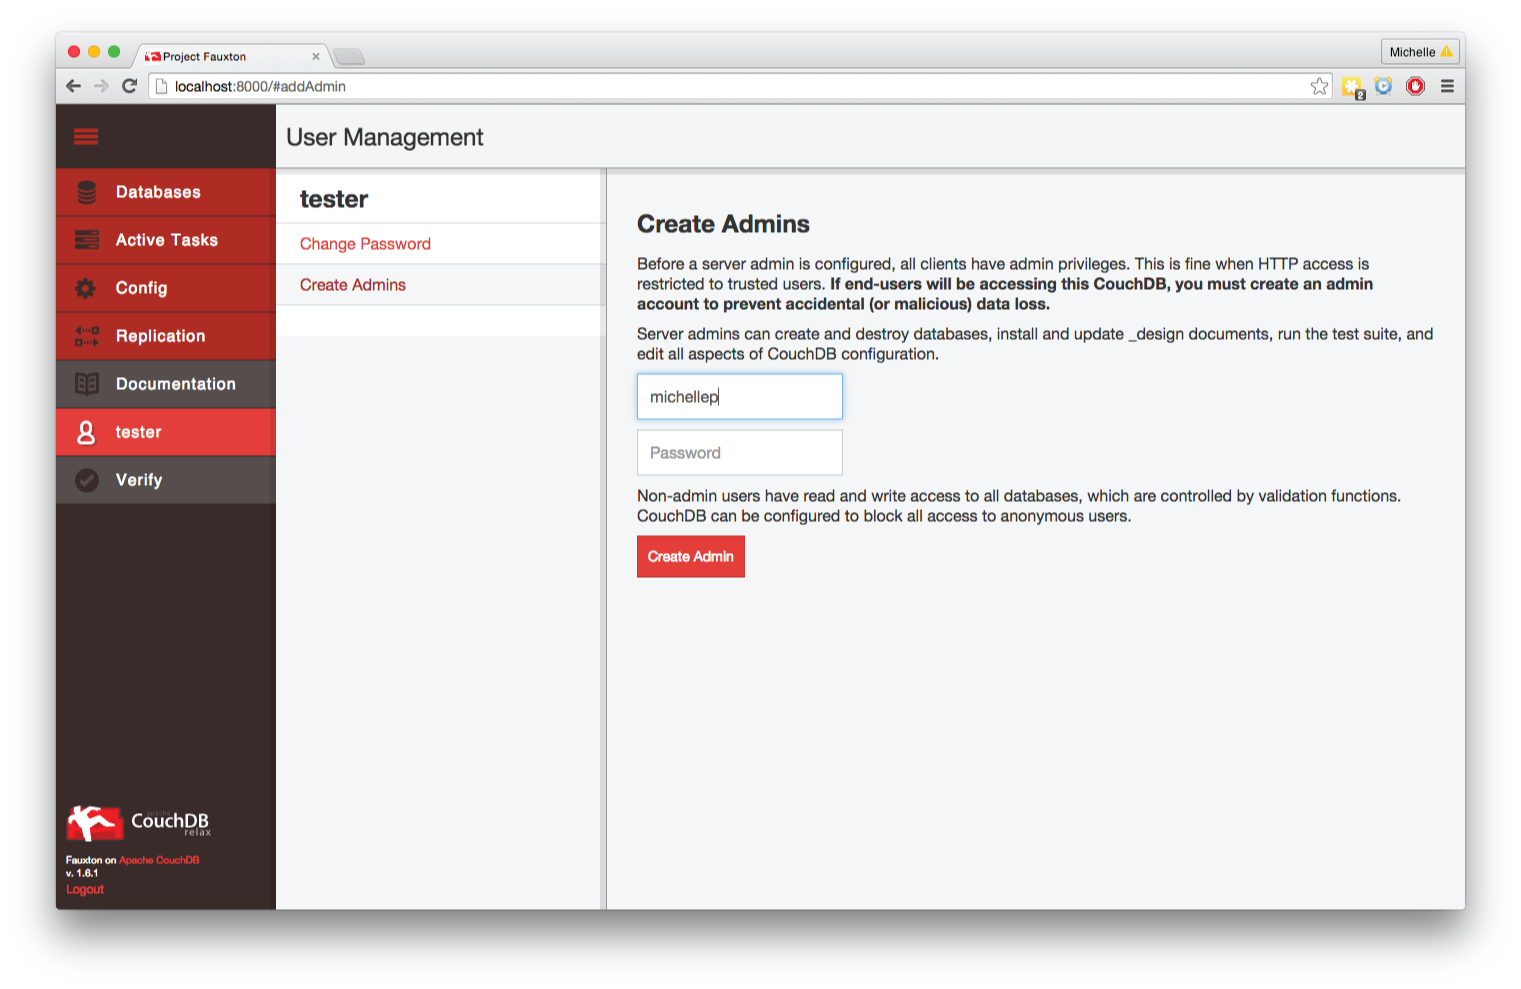 Project Fauxton
Michelle
localhost:8000/#addAdmin
2
User Management
Databases
Active Tasks
Config
Replication
Documentation
tester
Verify
tester
Change Password
Create Admins
Create Admins
Before a server admin is configured, all clients have admin privileges. This is fine when HTTP access is
restricted to trusted users. If end-users will be accessing this CouchDB, you must create an admin
account to prevent accidental (or malicious) data loss.
Server admins can create and destroy databases, install and update _design documents, run the test suite, and
edit all aspects of CouchDB configuration.
michellep
Password
Non-admin users have read and write access to all databases, which are controlled by validation functions.
CouchDB can be configured to block all access to anonymous users.
Create Admin
CouchDB
relax
Fauxton on Apache CouchDB
v. 1.6.1
Logout